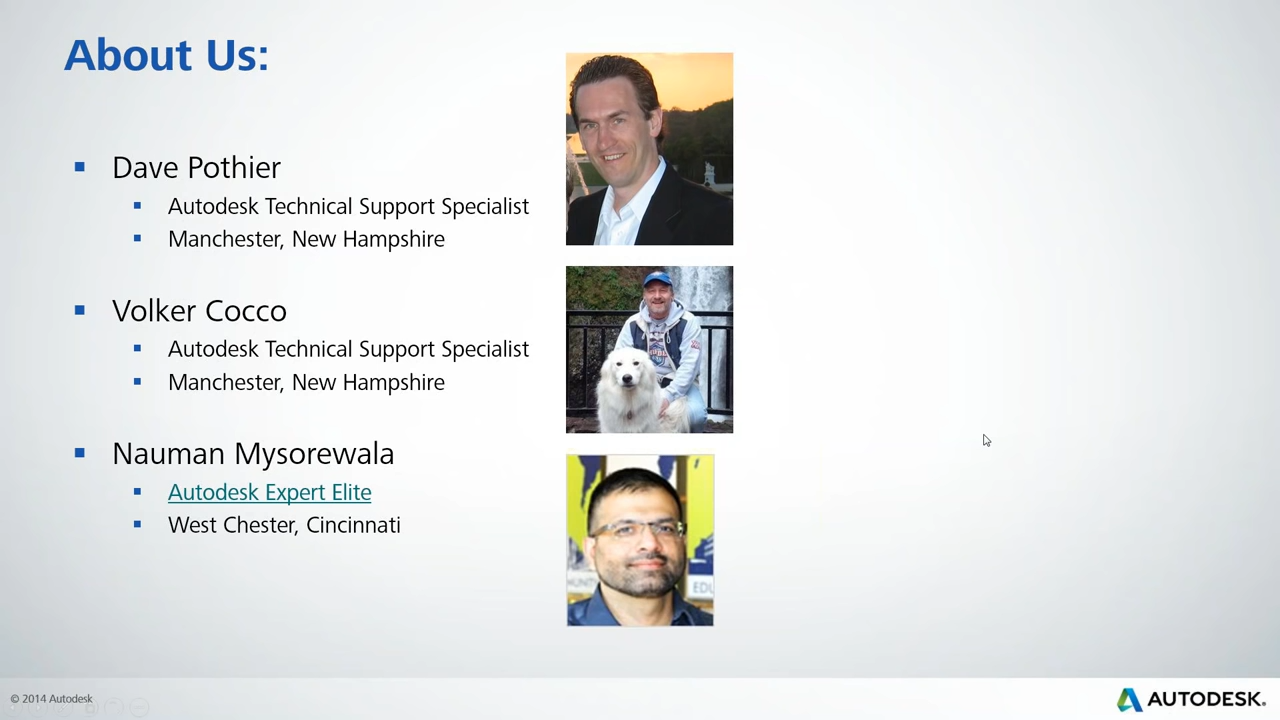 About Us:
Dave Pothier
Autodesk Technical Support Specialist
Manchester, New Hampshire
Volker Cocco
Autodesk Technical Support Specialist
Manchester, New Hampshire
Nauman Mysorewala
Autodesk Expert Elite
West Chester, Cincinnati
EDU
© 2014 Autodesk
AUTODESK.